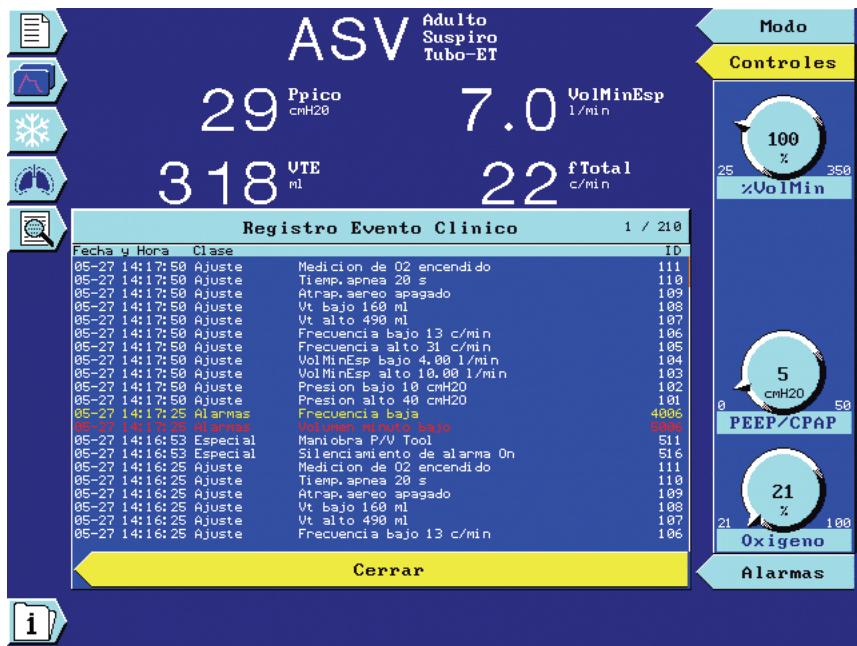 ASV Adulto
Suspiro
Tubo-ET
Modo
Controles
29 Ppico
cmH2O
7.0 VolMinEsp
l/min
318 VTE
ml
22 fTotal
c/min
100
%
25 350
%VolMin
Registro Evento Clinico 1 / 210
Fecha y Hora Clase ID
05-27 14:17:50 Ajuste Medicion de O2 encendido 111
05-27 14:17:50 Ajuste Tiemp.apnea 20 s 110
05-27 14:17:50 Ajuste Atrap.aereo apagado 109
05-27 14:17:50 Ajuste Vt bajo 160 ml 108
05-27 14:17:50 Ajuste Vt alto 490 ml 107
05-27 14:17:50 Ajuste Frecuencia bajo 13 c/min 106
05-27 14:17:50 Ajuste Frecuencia alto 31 c/min 105
05-27 14:17:50 Ajuste VolMinEsp bajo 4.00 l/min 104
05-27 14:17:50 Ajuste VolMinEsp alto 10.00 l/min 103
05-27 14:17:50 Ajuste Presion bajo 10 cmH2O 102
05-27 14:17:50 Ajuste Presion alto 40 cmH2O 101
05-27 14:17:25 Alarmas Frecuencia baja 4006
05-27 14:17:25 Alarmas Volumen minuto bajo 5006
05-27 14:16:53 Especial Maniobra P/V Tool 511
05-27 14:16:53 Especial Silenciamiento de alarma On 516
05-27 14:16:25 Ajuste Medicion de O2 encendido 111
05-27 14:16:25 Ajuste Tiemp.apnea 20 s 110
05-27 14:16:25 Ajuste Atrap.aereo apagado 109
05-27 14:16:25 Ajuste Vt bajo 160 ml 108
05-27 14:16:25 Ajuste Vt alto 490 ml 107
05-27 14:16:25 Ajuste Frecuencia bajo 13 c/min 106
5
cmH2O
0 50
PEEP/CPAP
21
%
21 100
Oxigeno
Cerrar
Alarmas
i